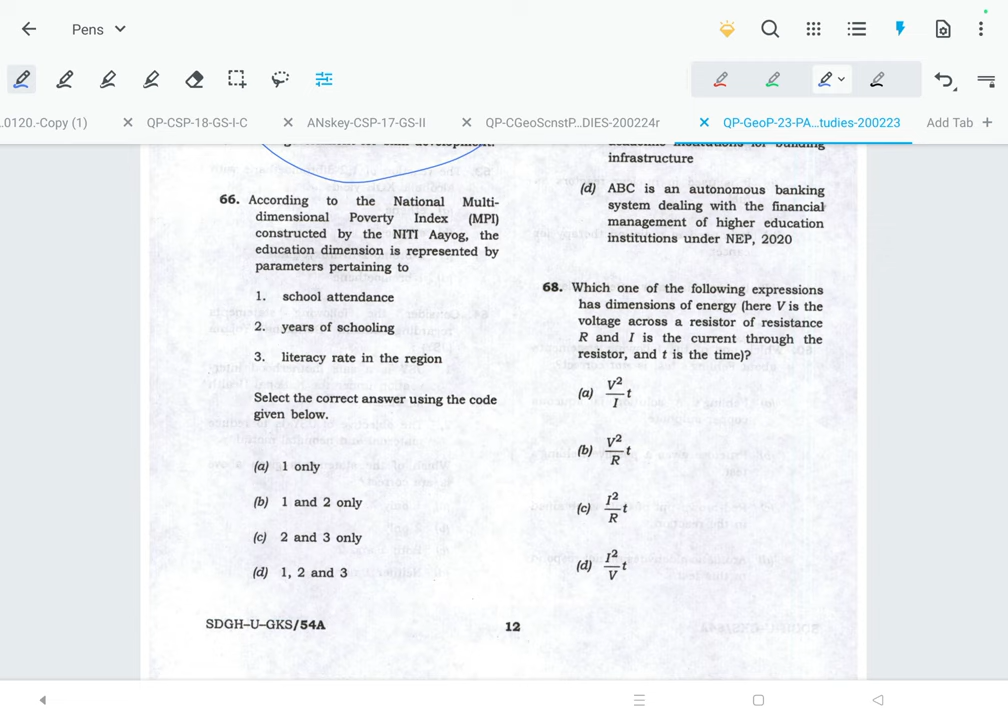 Pens
.0120.-Copy (1)
QP-CSP-18-GS-I-C
ANskey-CSP-17-GS-II
QP-CGeoScnstP...DIES-200224r
QP-GeoP-23-PA...tudies-200223
Add Tab
66. According to the National Multi-
dimensional Poverty Index (MPI)
constructed by the NITI Aayog, the
education dimension is represented by
parameters pertaining to
1. school attendance
2. years of schooling
3. literacy rate in the region
Select the correct answer using the code
given below.
(a) 1 only
(b) 1 and 2 only
(c) 2 and 3 only
(d) 1, 2 and 3
infrastructure
(d) ABC is an autonomous banking
system dealing with the financial
management of higher education
institutions under NEP, 2020
68. Which one of the following expressions
has dimensions of energy (here V is the
voltage across a resistor of resistance
R and I is the current through the
resistor, and t is the time)?
(a) V²/I t
(b) V²/R t
(c) I²/R t
(d) I²/V t
SDGH-U-GKS/54A
12